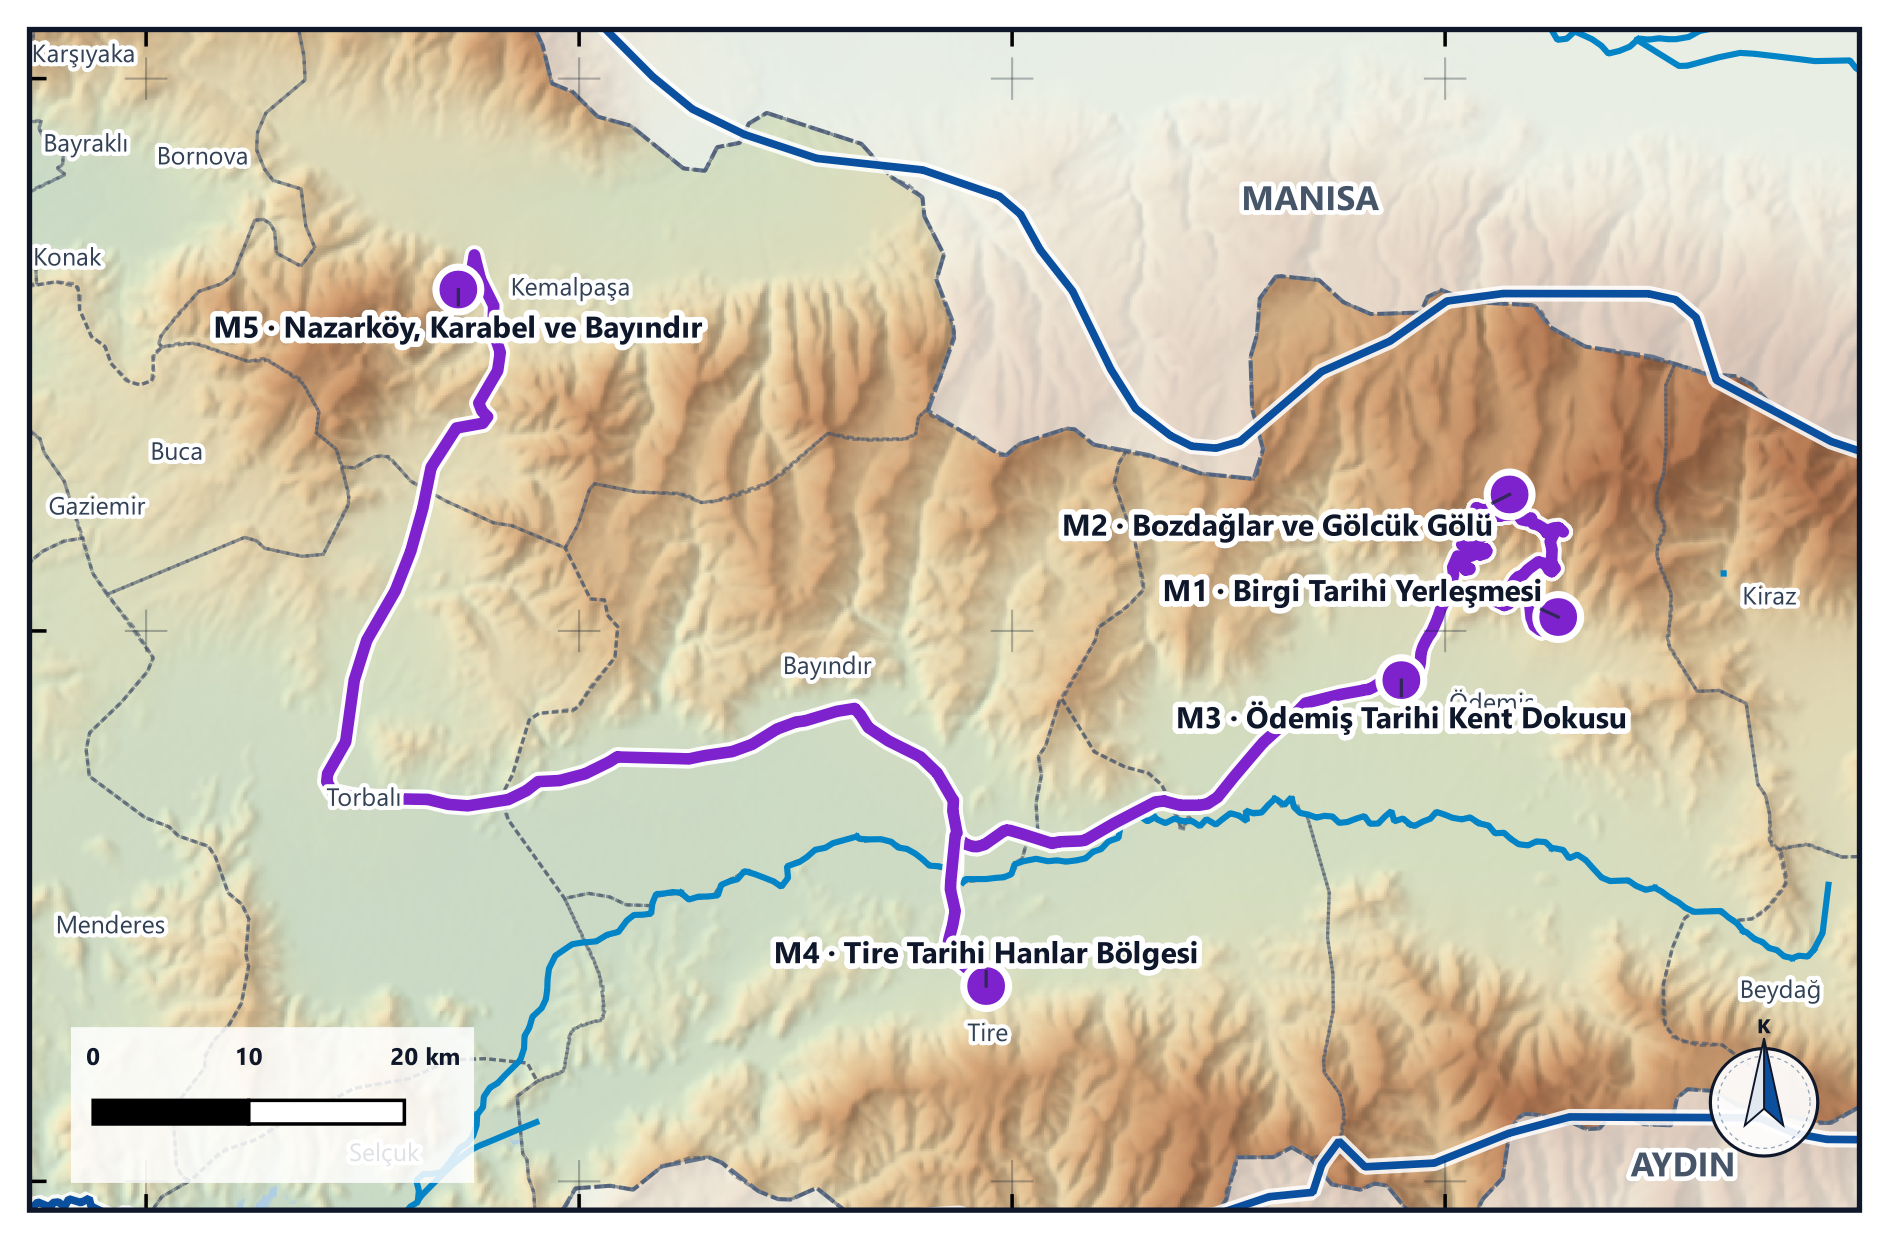 Karşıyaka
Bayraklı
Bornova
MANISA
Konak
Kemalpaşa
M5 · Nazarköy, Karabel ve Bayındır
Buca
Gaziemir
M2 · Bozdağlar ve Gölcük Gölü
M1 · Birgi Tarihi Yerleşmesi
Kiraz
Bayındır
Ödemiş
M3 · Ödemiş Tarihi Kent Dokusu
Torbalı
Menderes
M4 · Tire Tarihi Hanlar Bölgesi
Beydağ
Tire
K
0 10 20 km
Selçuk
AYDIN